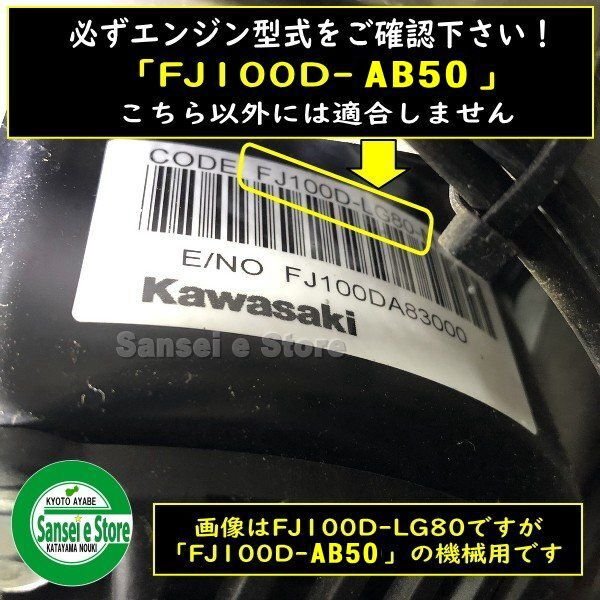 必ずエンジン型式をご確認下さい！
「FJ100D-AB50」
こちら以外には適合しません
CODE FJ100D-LG80-
E/NO FJ100DA83000
Kawasaki
Sansei e Store
KYOTO AYABE
Sansei e Store
KATAYAMA NOUKI
画像はFJ100D-LG80ですが
「FJ100D-AB50」の機械用です